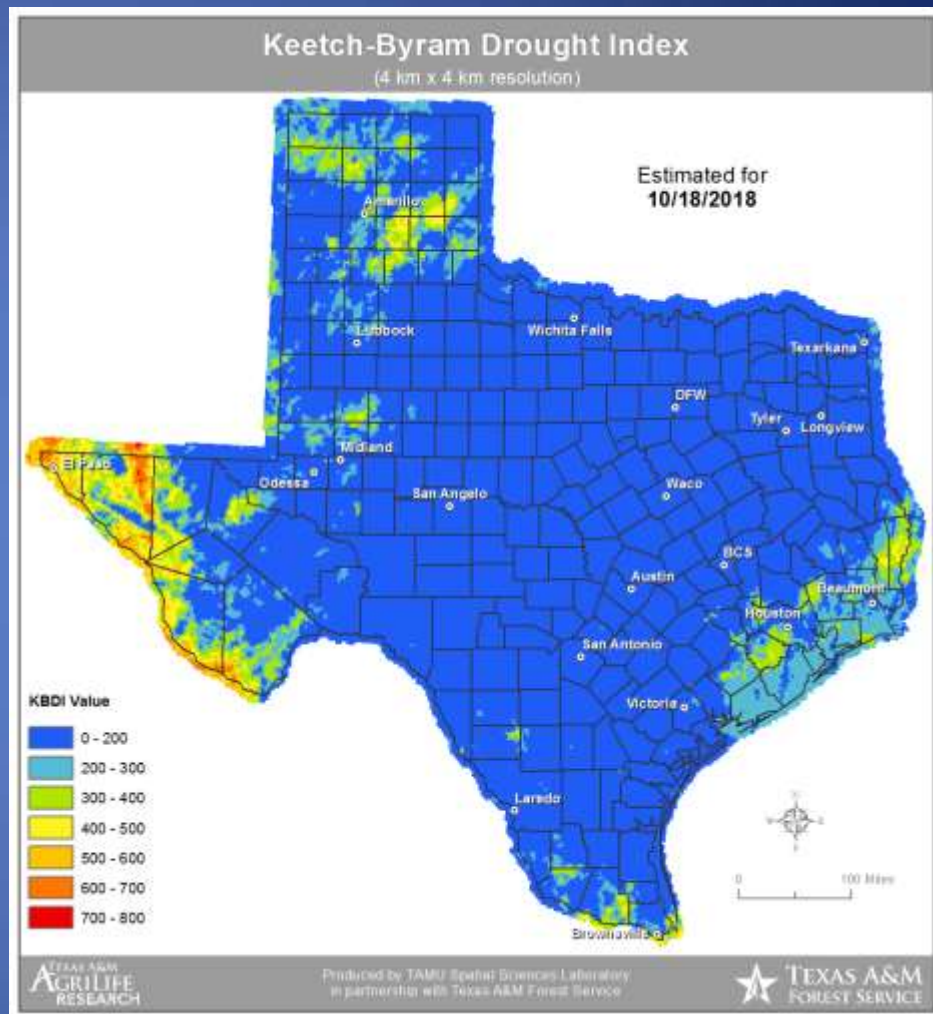 Keetch-Byram Drought Index
(4 km x 4 km resolution)
Estimated for
10/18/2018
Amarillo
Lubbock
Wichita Falls
Texarkana
DFW
Tyler
Longview
El Paso
Midland
Odessa
San Angelo
Waco
BCS
Austin
Beaumont
Houston
San Antonio
Victoria
Laredo
Brownsville
KBDI Value
0 - 200
200 - 300
300 - 400
400 - 500
500 - 600
600 - 700
700 - 800
0 100 Miles
TEXAS A&M
AGRILIFE
RESEARCH
Produced by TAMU Spatial Sciences Laboratory
in partnership with Texas A&M Forest Service
TEXAS A&M
FOREST SERVICE